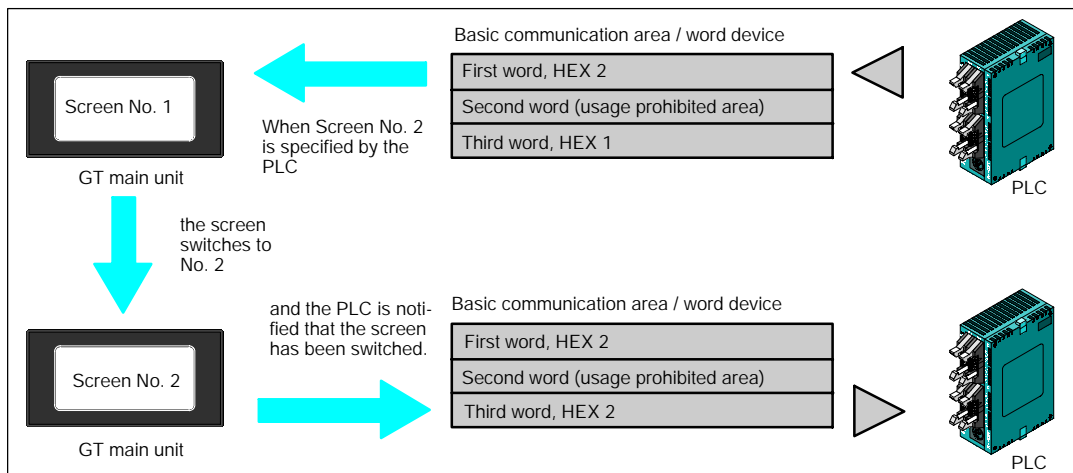 Basic communication area / word device
First word, HEX 2
Second word (usage prohibited area)
Third word, HEX 1
Screen No. 1
GT main unit
When Screen No. 2
is specified by the
PLC
PLC
the screen
switches to
No. 2
and the PLC is noti-
fied that the screen
has been switched.
Basic communication area / word device
First word, HEX 2
Second word (usage prohibited area)
Third word, HEX 2
Screen No. 2
GT main unit
PLC